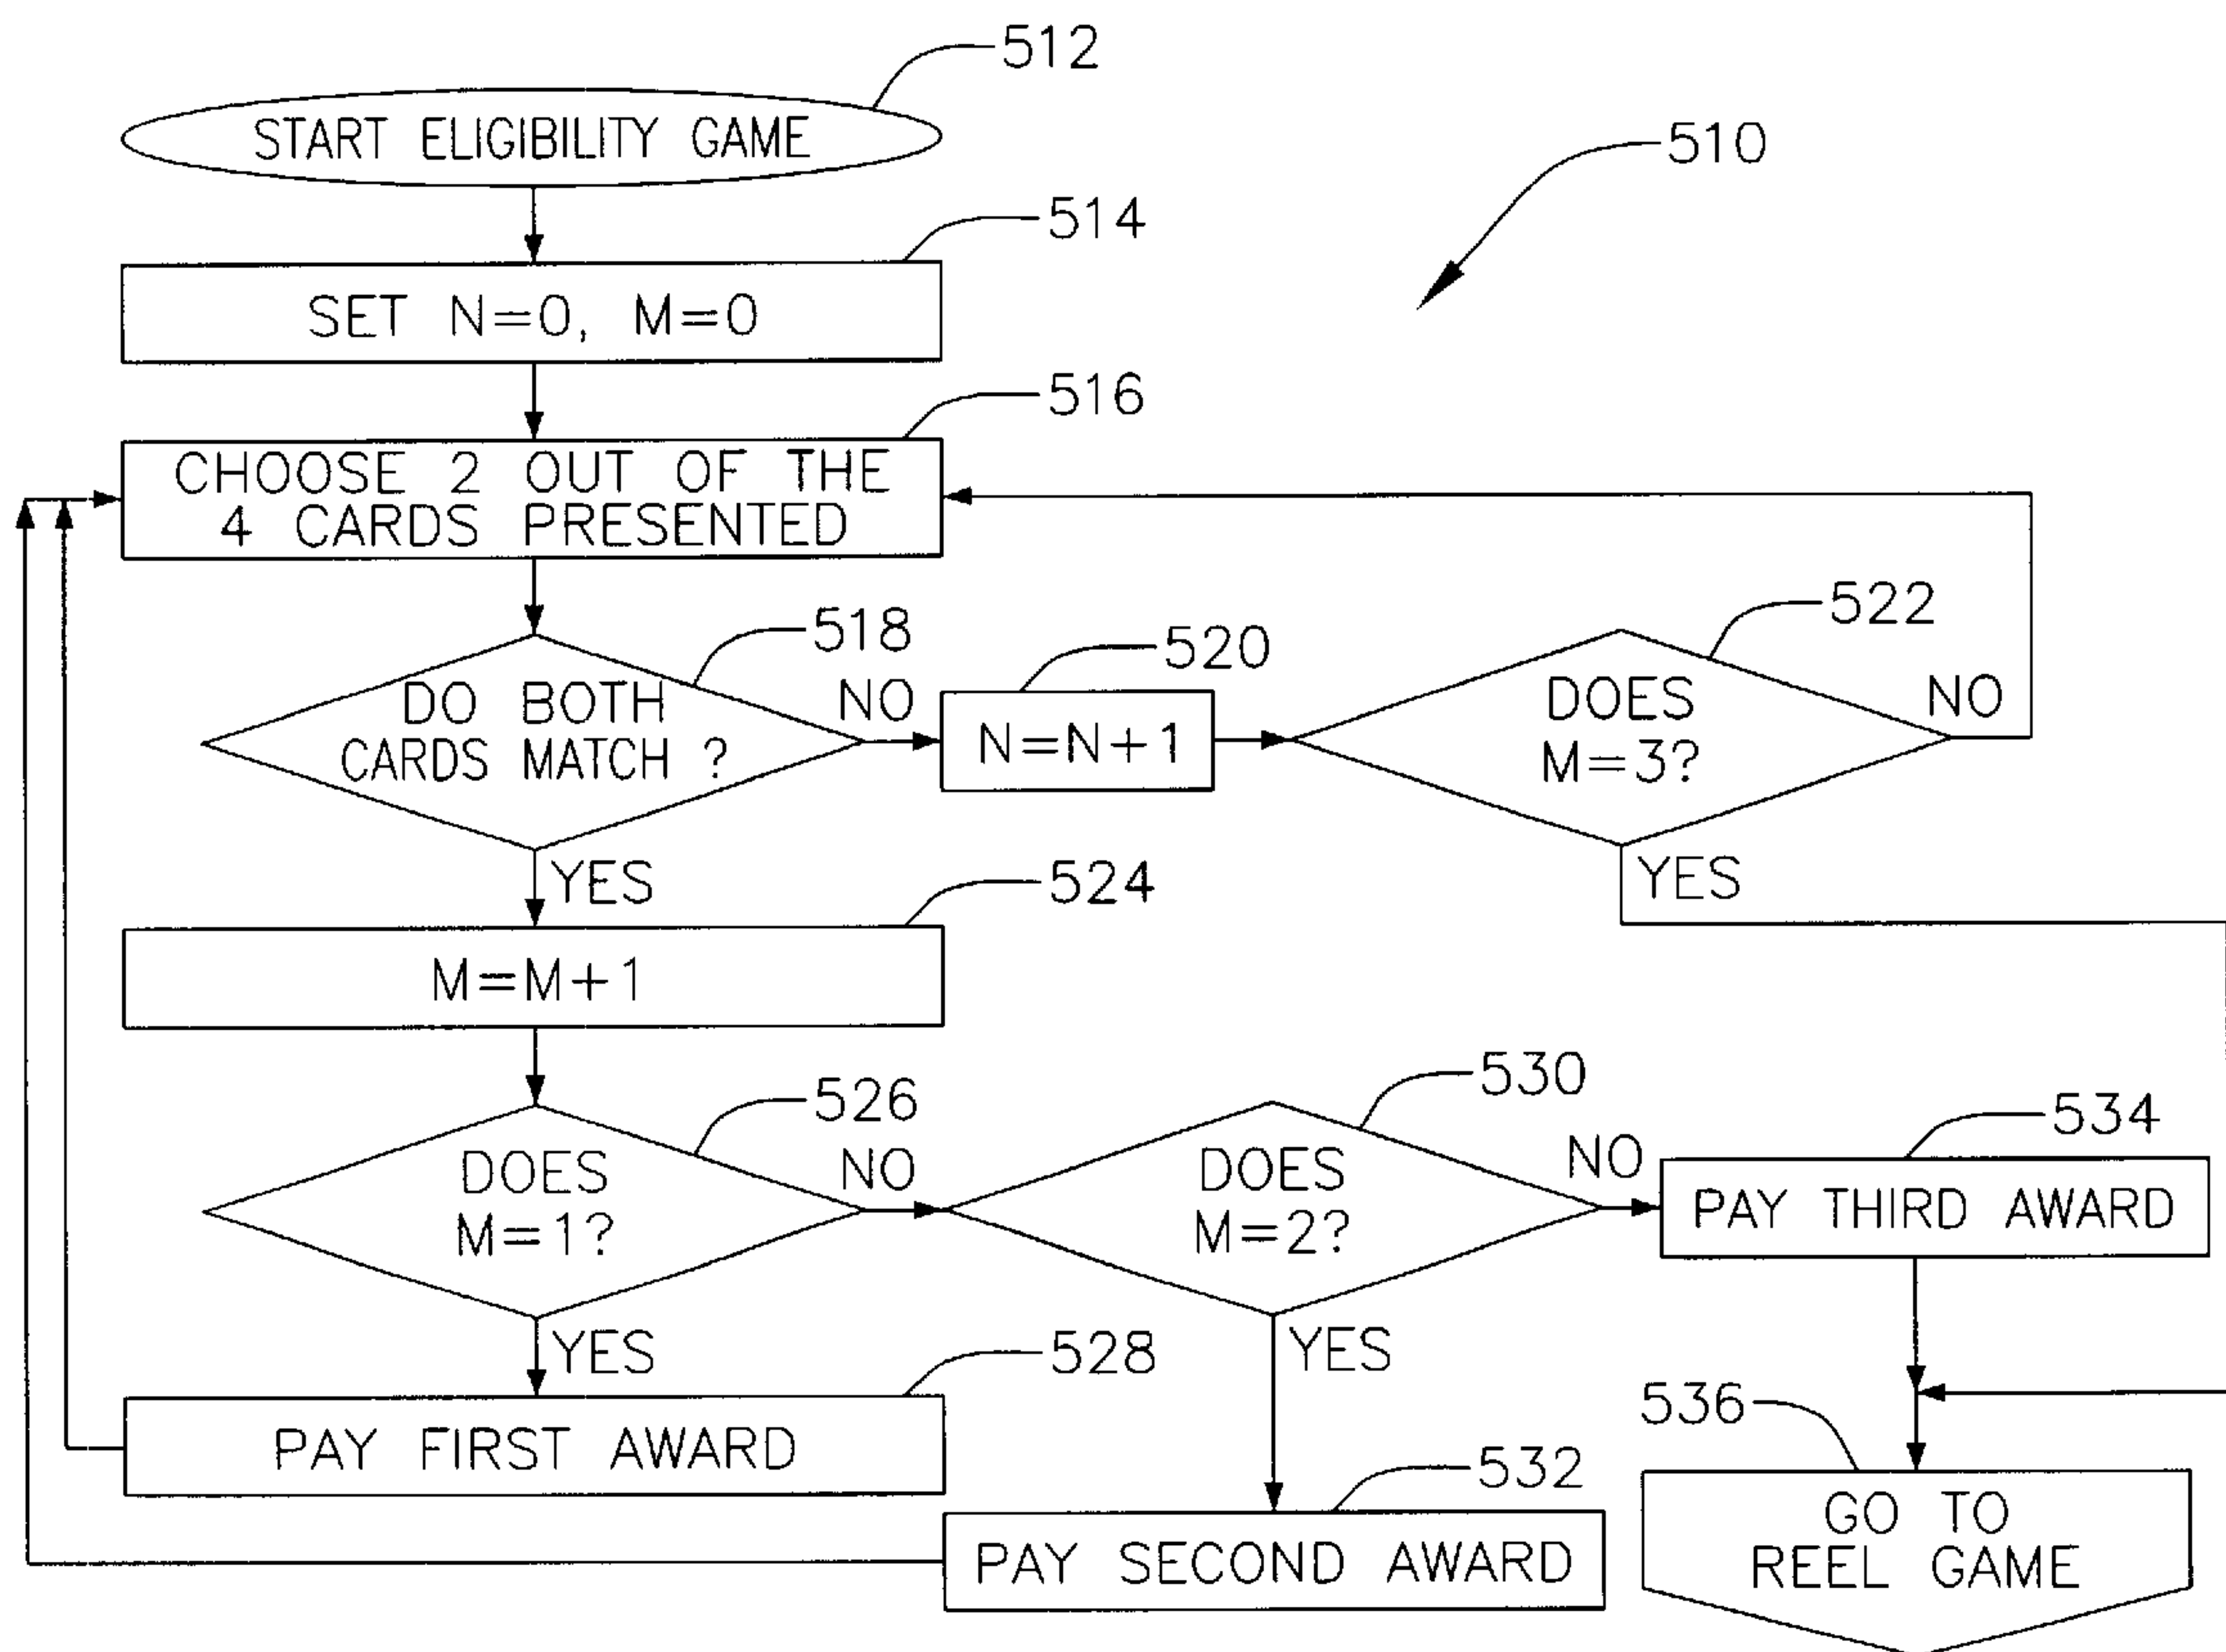 512
START ELIGIBILITY GAME
510
514
SET N=0, M=0
516
CHOOSE 2 OUT OF THE
4 CARDS PRESENTED
518
DO BOTH
CARDS MATCH ?
NO
520
N=N+1
522
DOES
M=3?
NO
YES
YES
524
M=M+1
526
DOES
M=1?
NO
530
DOES
M=2?
NO
534
PAY THIRD AWARD
YES
528
PAY FIRST AWARD
YES
532
PAY SECOND AWARD
536
GO TO
REEL GAME